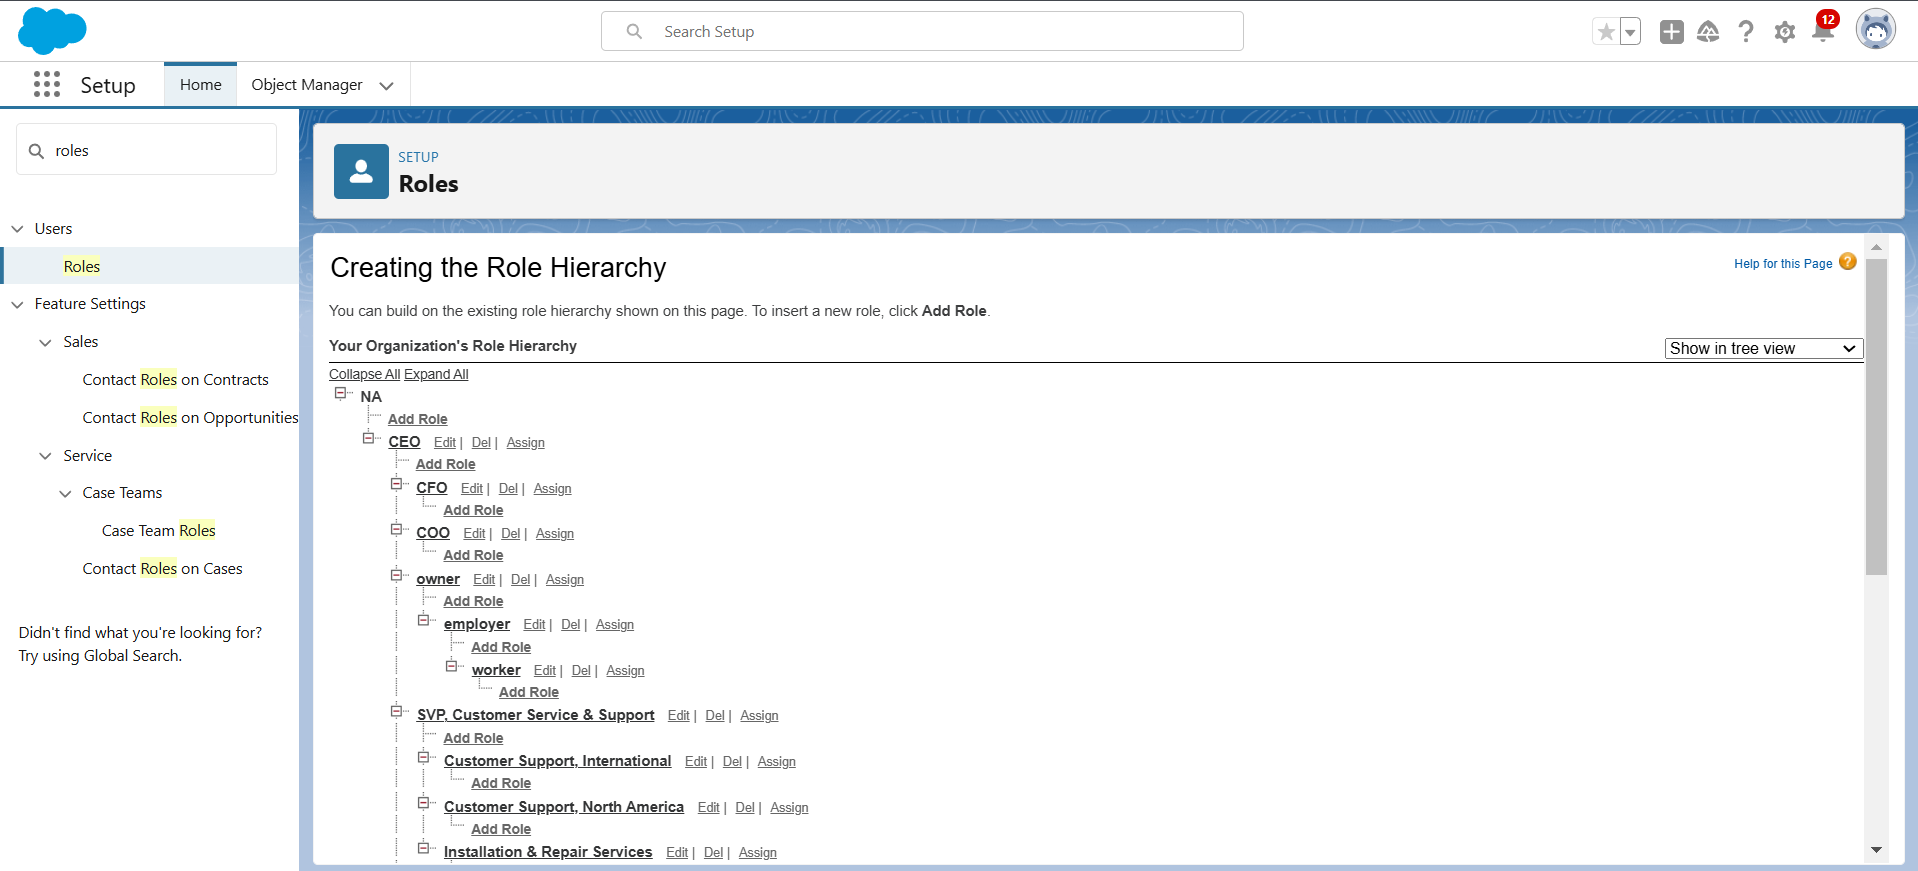 Search Setup
12
Setup
Home
Object Manager
roles
Users
Roles
Feature Settings
Sales
Contact Roles on Contracts
Contact Roles on Opportunities
Service
Case Teams
Case Team Roles
Contact Roles on Cases
Didn't find what you're looking for?
Try using Global Search.
SETUP
Roles
Creating the Role Hierarchy
Help for this Page ?
You can build on the existing role hierarchy shown on this page. To insert a new role, click Add Role.
Your Organization's Role Hierarchy
Show in tree view
Collapse All Expand All
NA
Add Role
CEO Edit | Del | Assign
Add Role
CFO Edit | Del | Assign
Add Role
COO Edit | Del | Assign
Add Role
owner Edit | Del | Assign
Add Role
employer Edit | Del | Assign
Add Role
worker Edit | Del | Assign
Add Role
SVP, Customer Service & Support Edit | Del | Assign
Add Role
Customer Support, International Edit | Del | Assign
Add Role
Customer Support, North America Edit | Del | Assign
Add Role
Installation & Repair Services Edit | Del | Assign